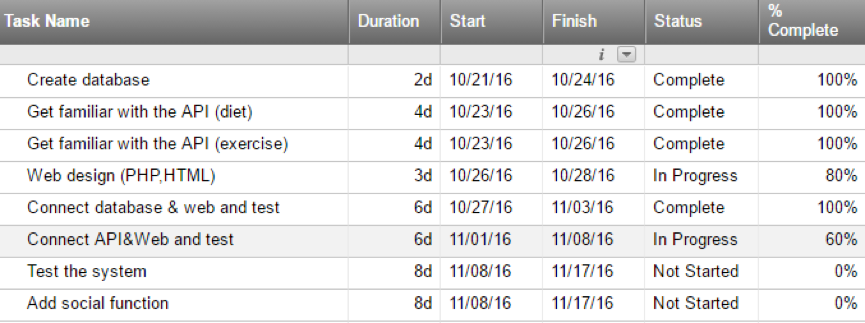 Task Name Duration Start Finish Status % Complete
i
Create database 2d 10/21/16 10/24/16 Complete 100%
Get familiar with the API (diet) 4d 10/23/16 10/26/16 Complete 100%
Get familiar with the API (exercise) 4d 10/23/16 10/26/16 Complete 100%
Web design (PHP,HTML) 3d 10/26/16 10/28/16 In Progress 80%
Connect database & web and test 6d 10/27/16 11/03/16 Complete 100%
Connect API&Web and test 6d 11/01/16 11/08/16 In Progress 60%
Test the system 8d 11/08/16 11/17/16 Not Started 0%
Add social function 8d 11/08/16 11/17/16 Not Started 0%